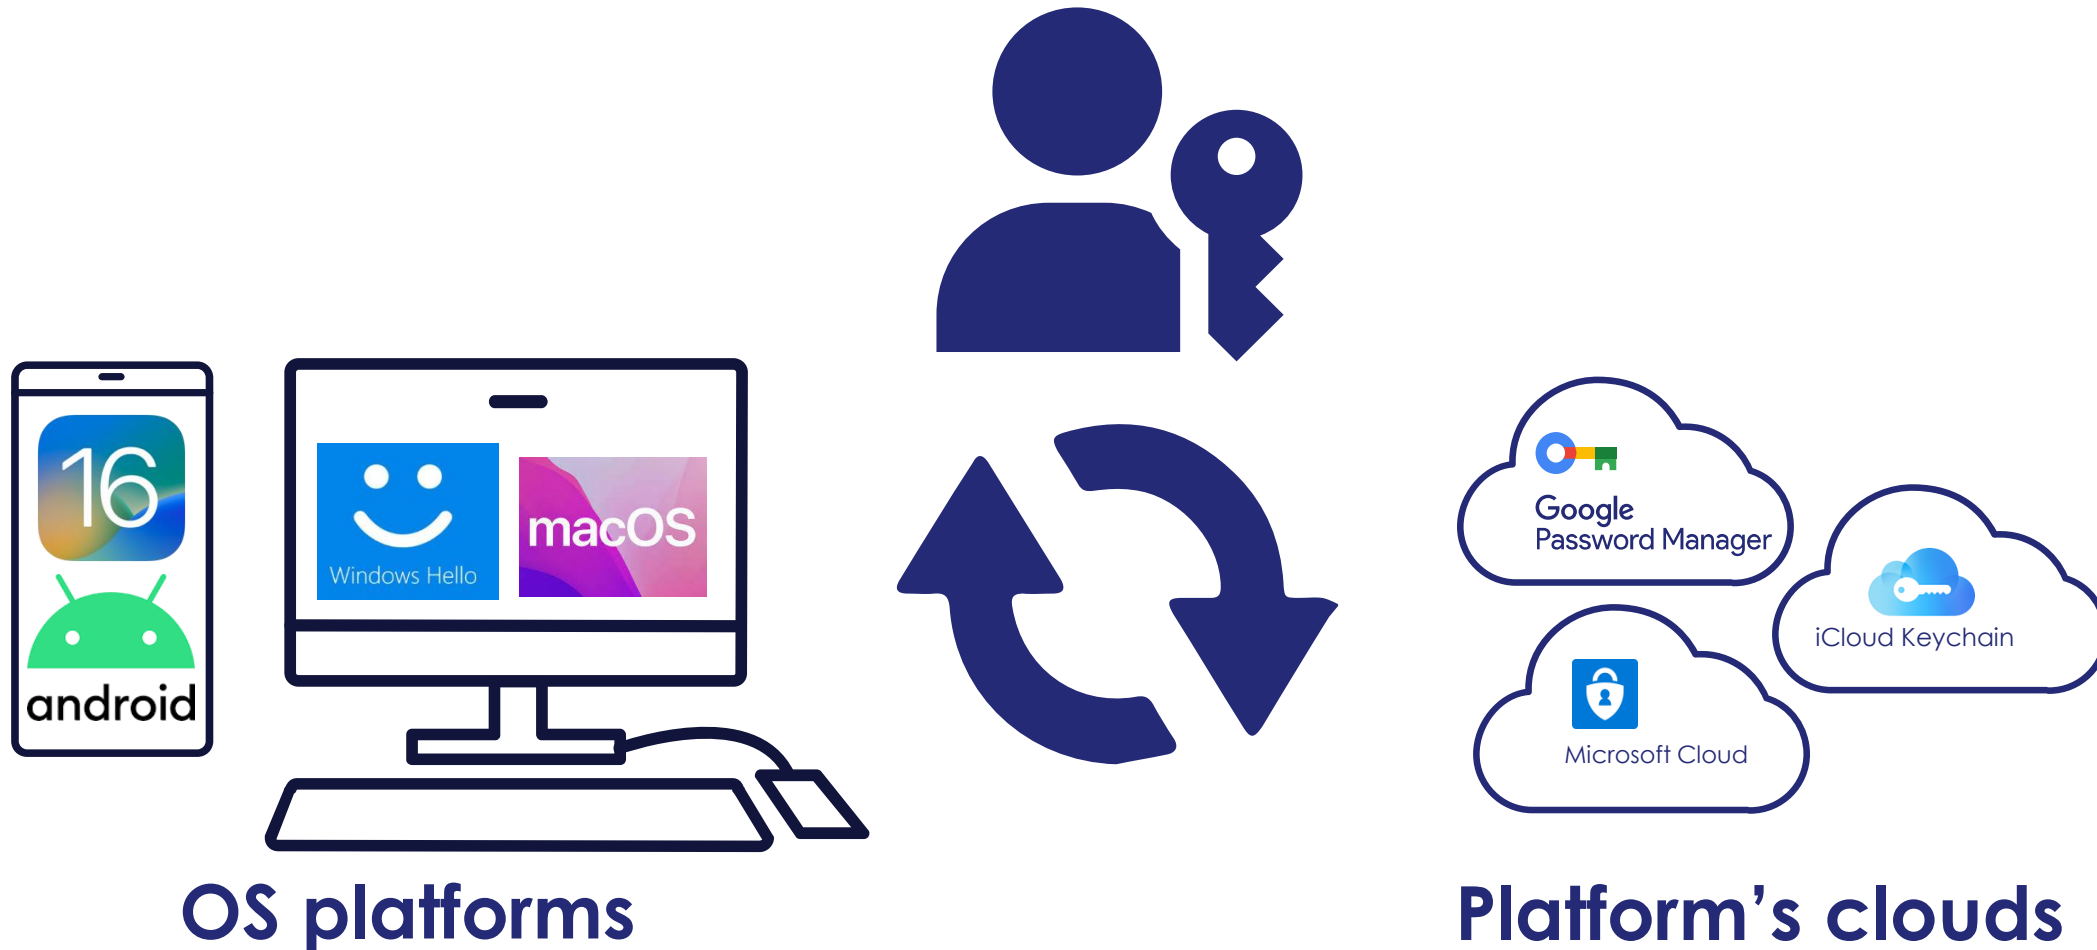 16
android
Windows Hello
macOS
Google
Password Manager
iCloud Keychain
Microsoft Cloud
OS platforms
Platform’s clouds